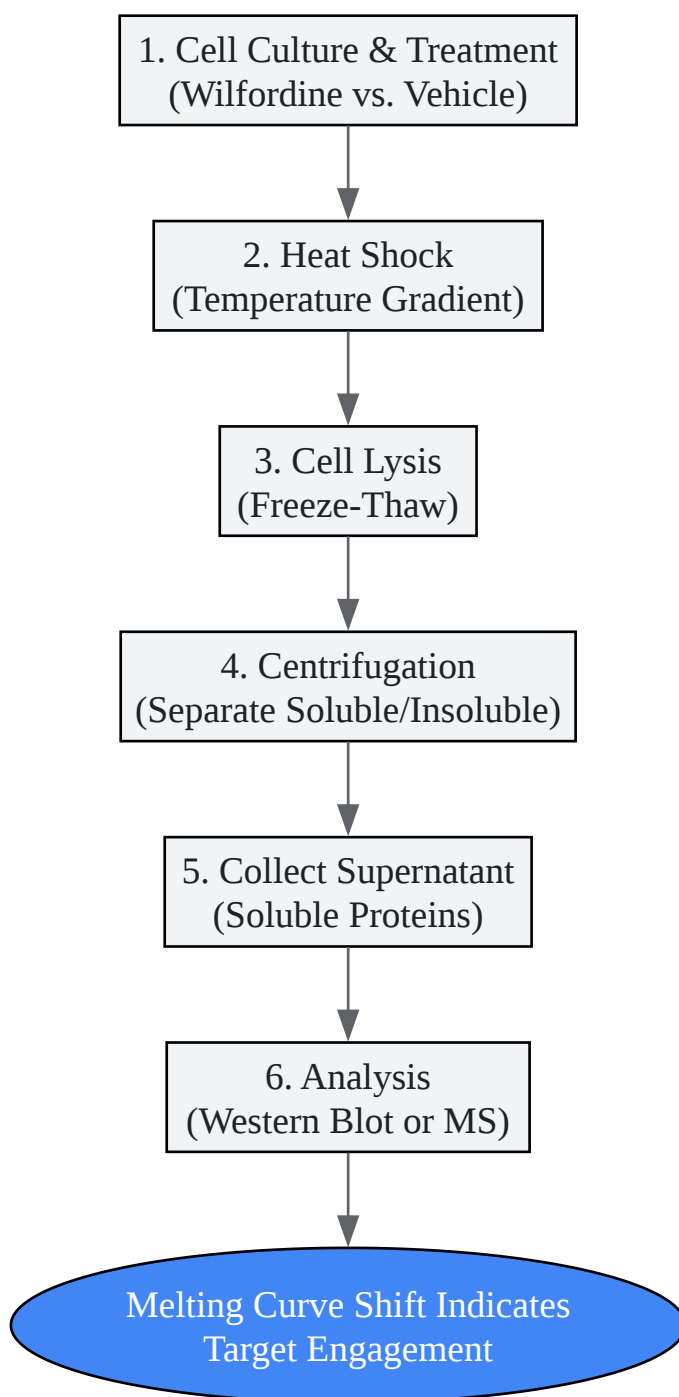 1. Cell Culture & Treatment
(Wilfordine vs. Vehicle)
2. Heat Shock
(Temperature Gradient)
3. Cell Lysis
(Freeze-Thaw)
4. Centrifugation
(Separate Soluble/Insoluble)
5. Collect Supernatant
(Soluble Proteins)
6. Analysis
(Western Blot or MS)
Melting Curve Shift Indicates
Target Engagement